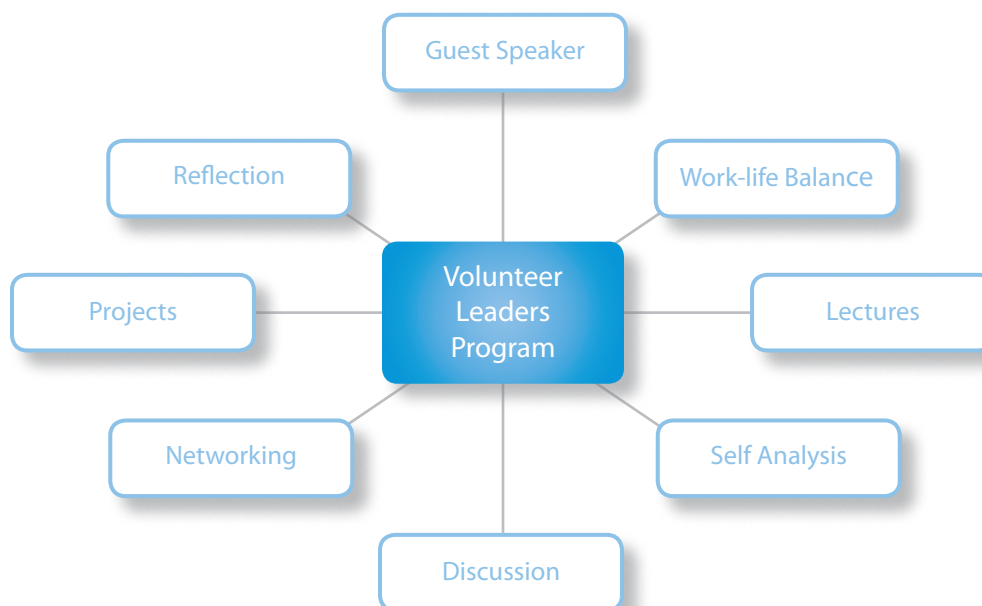 Guest Speaker
Reflection
Work-life Balance
Volunteer
Leaders
Program
Projects
Lectures
Networking
Self Analysis
Discussion